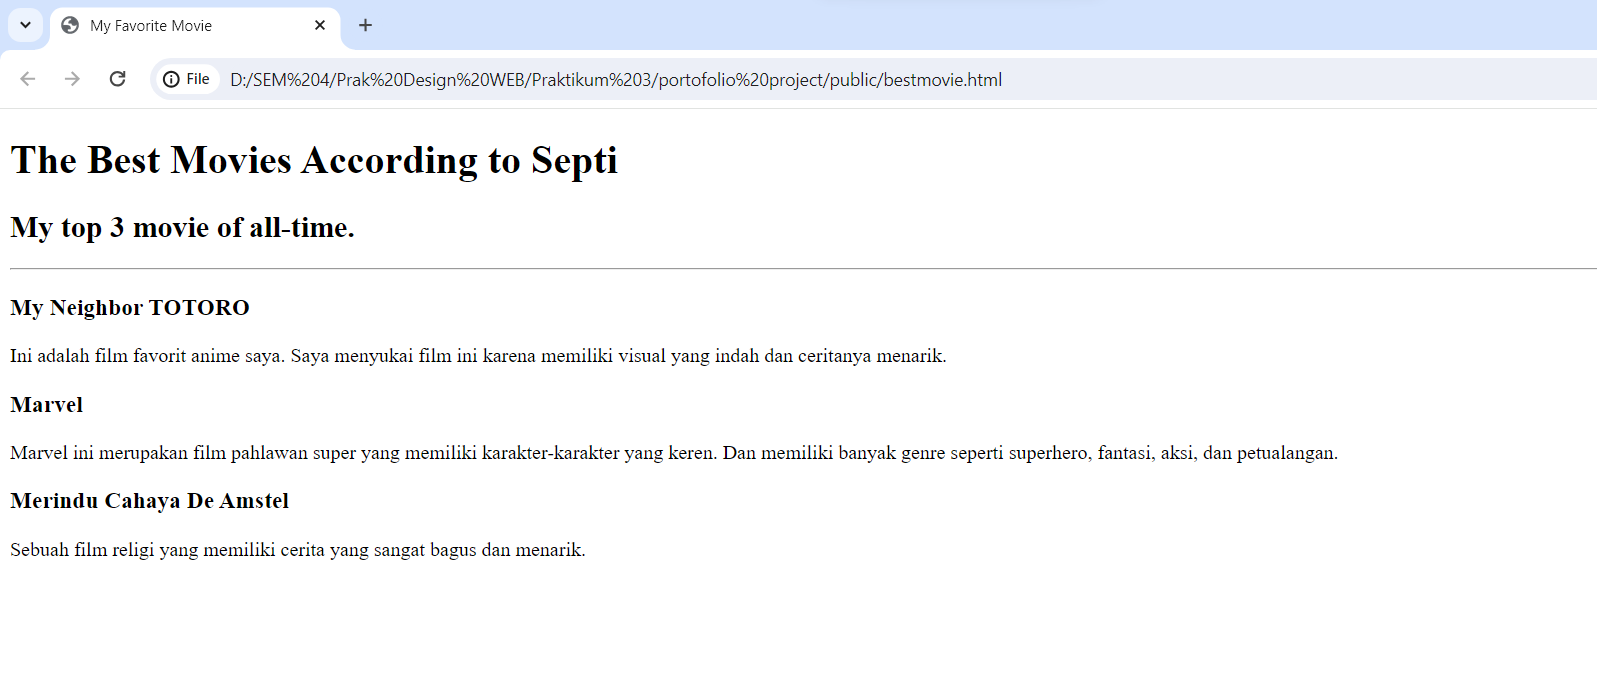 My Favorite Movie
File D:/SEM%204/Prak%20Design%20WEB/Praktikum%203/portofolio%20project/public/bestmovie.html
The Best Movies According to Septi
My top 3 movie of all-time.
My Neighbor TOTORO
Ini adalah film favorit anime saya. Saya menyukai film ini karena memiliki visual yang indah dan ceritanya menarik.
Marvel
Marvel ini merupakan film pahlawan super yang memiliki karakter-karakter yang keren. Dan memiliki banyak genre seperti superhero, fantasi, aksi, dan petualangan.
Merindu Cahaya De Amstel
Sebuah film religi yang memiliki cerita yang sangat bagus dan menarik.